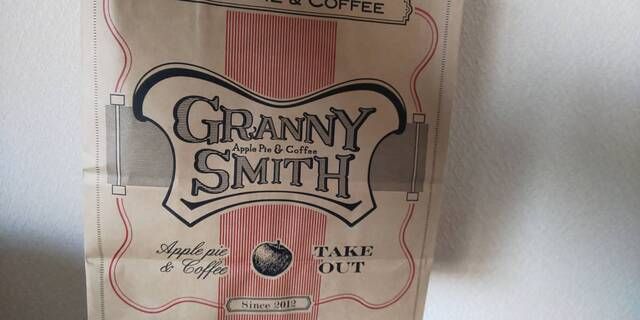 & COFFEE
GRANNY
Apple Pie & Coffee
SMITH
Apple pie
& Coffee
TAKE
OUT
Since 2012